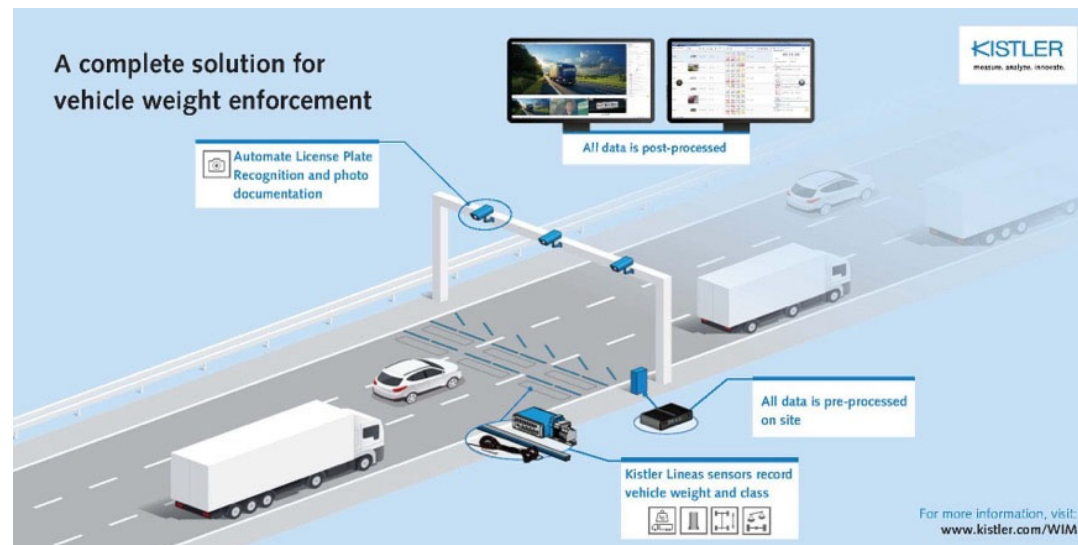 A complete solution for
vehicle weight enforcement
KISTLER
measure. analyze. innovate.
All data is post-processed
Automate License Plate
Recognition and photo
documentation
All data is pre-processed
on site
Kistler Lineas sensors record
vehicle weight and class
For more information, visit:
www.kistler.com/WIM